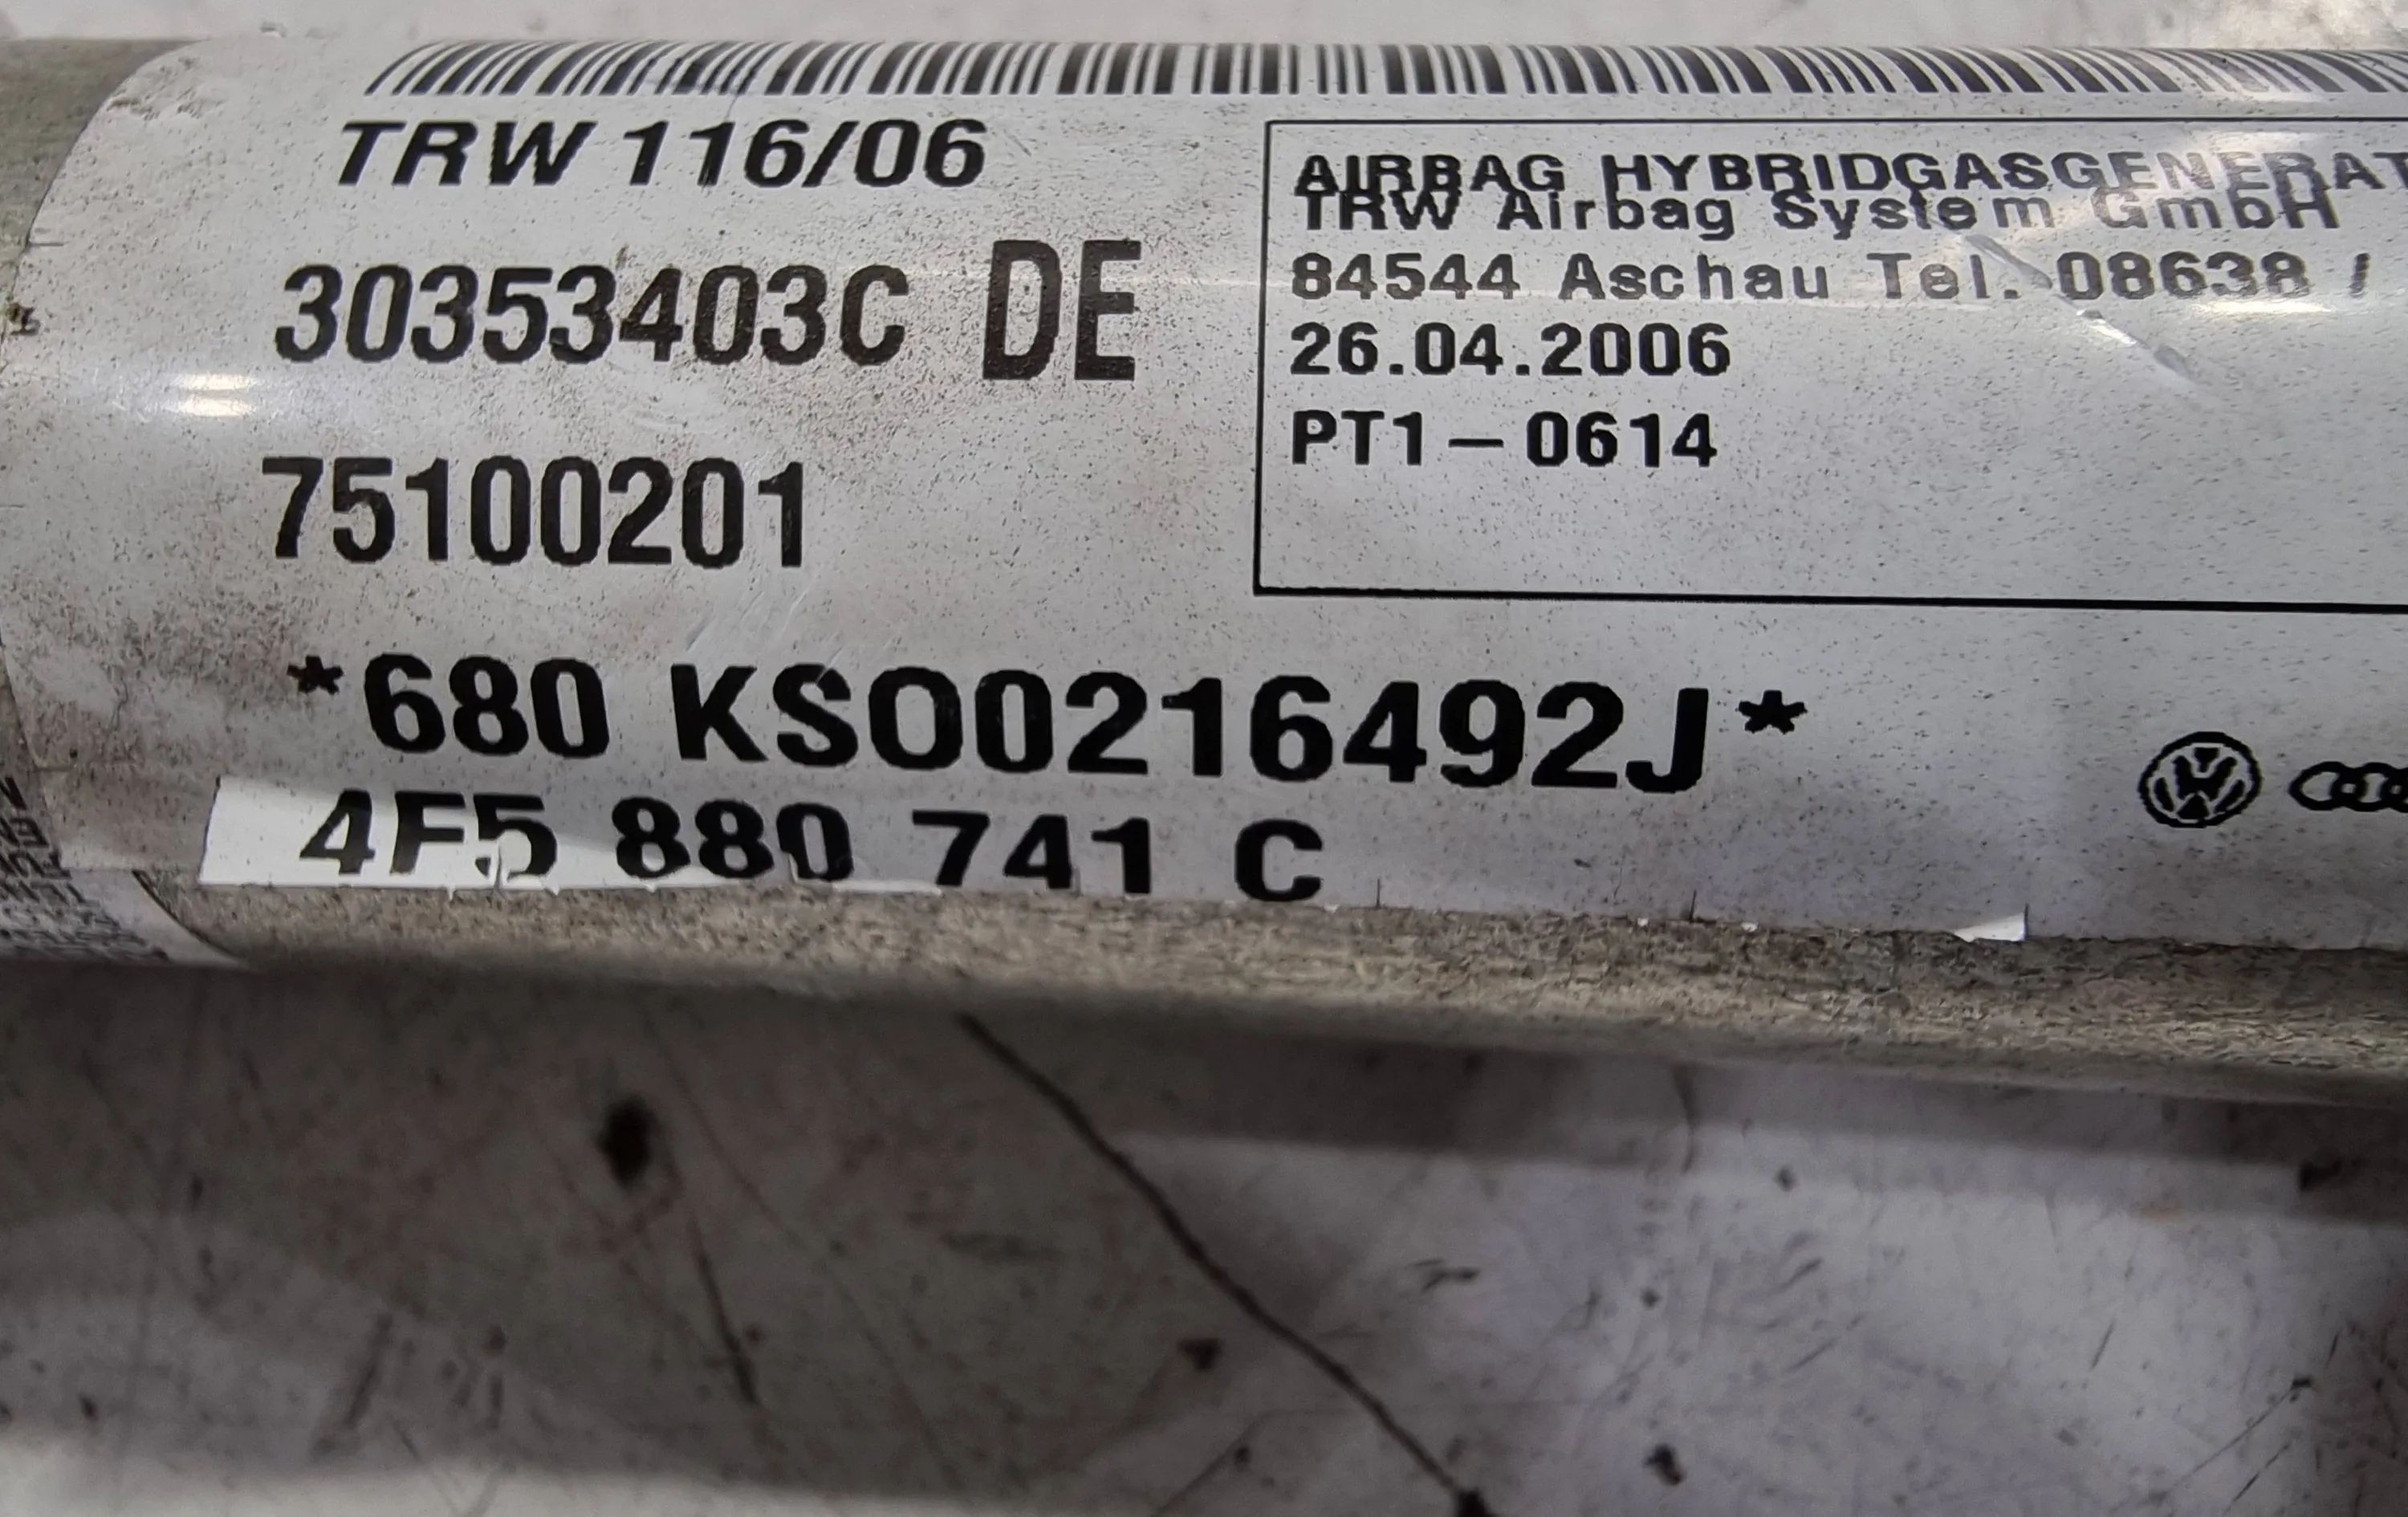 TRW 116/06
30353403C DE
75100201
AIRBAG HYBRIDGASGENERAT
TRW Airbag System GmbH
84544 Aschau Tel. 08638 /
26.04.2006
PT1-0614
*680 KSO0216492J*
4F5 880 741 C